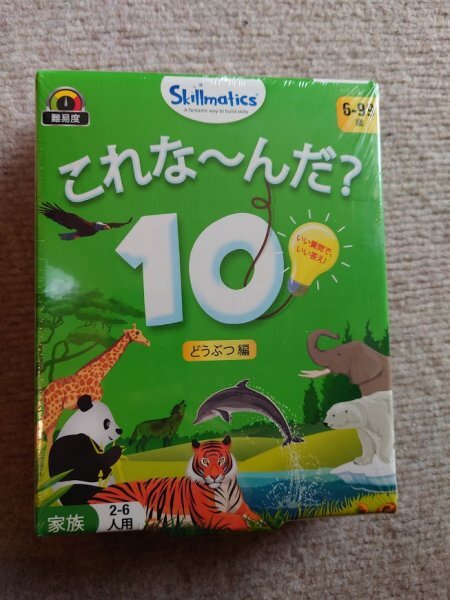 Skillmatics
A fantastic way to build skills
難易度
6-99
歳
これな〜んだ?
10
いい質問で、
いい答え!
どうぶつ 編
家族
2-6
人用